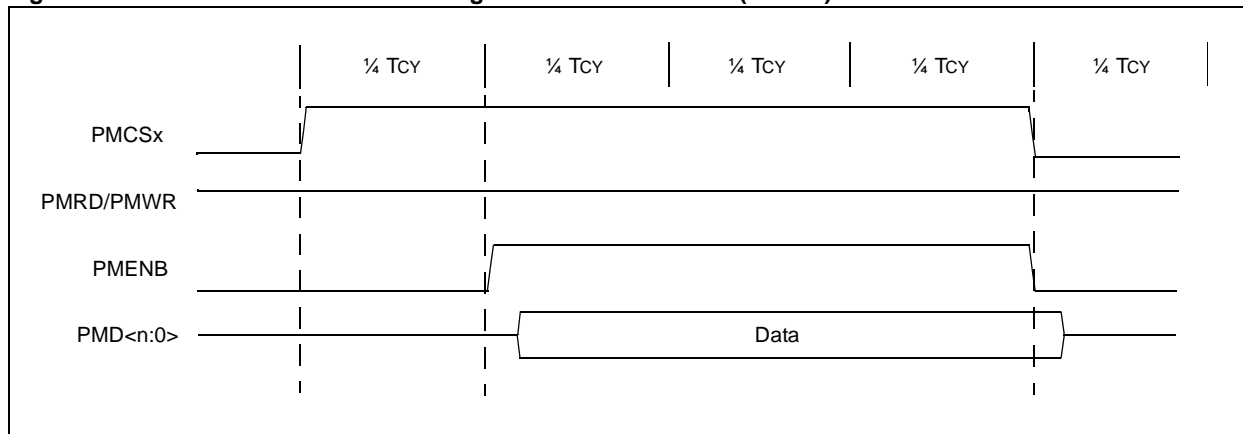 ¼ TCY ¼ TCY ¼ TCY ¼ TCY ¼ TCY
PMCSx
PMRD/PMWR
PMENB
PMD<n:0> Data